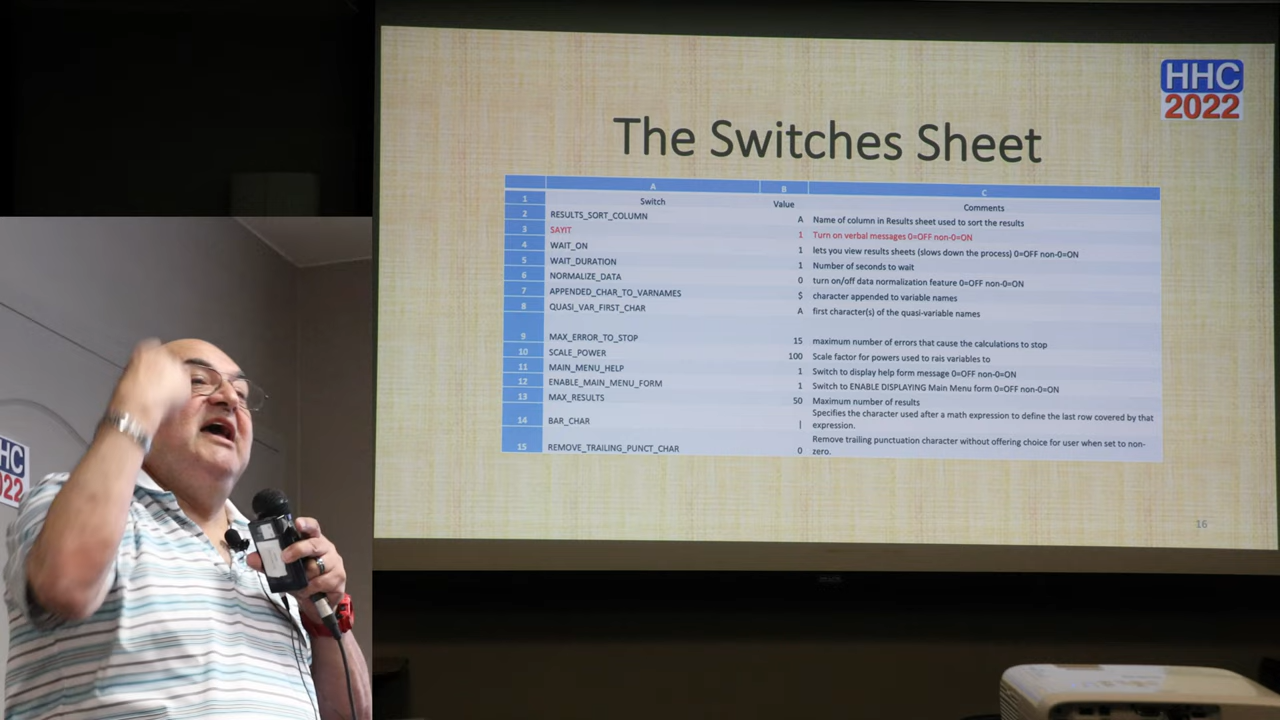 HHC
2022
The Switches Sheet
A B C
1 Switch Value Comments
2 RESULTS_SORT_COLUMN A Name of column in Results sheet used to sort the results
3 SAYIT 1 Turn on verbal messages 0=OFF non-0=ON
4 WAIT_ON 1 lets you view results sheets (slows down the process) 0=OFF non-0=ON
5 WAIT_DURATION 1 Number of seconds to wait
6 NORMALIZE_DATA 0 turn on/off data normalization feature 0=OFF non-0=ON
7 APPENDED_CHAR_TO_VARNAMES $ character appended to variable names
8 QUASI_VAR_FIRST_CHAR A first character(s) of the quasi-variable names
9 MAX_ERROR_TO_STOP 15 maximum number of errors that cause the calculations to stop
10 SCALE_POWER 100 Scale factor for powers used to rais variables to
11 MAIN_MENU_HELP 1 Switch to display help form message 0=OFF non-0=ON
12 ENABLE_MAIN_MENU_FORM 1 Switch to ENABLE DISPLAYING Main Menu form 0=OFF non-0=ON
13 MAX_RESULTS 50 Maximum number of results
14 BAR_CHAR | Specifies the character used after a math expression to define the last row covered by that
expression.
15 REMOVE_TRAILING_PUNCT_CHAR 0 Remove trailing punctuation character without offering choice for user when set to non-
zero.
16
HC
22